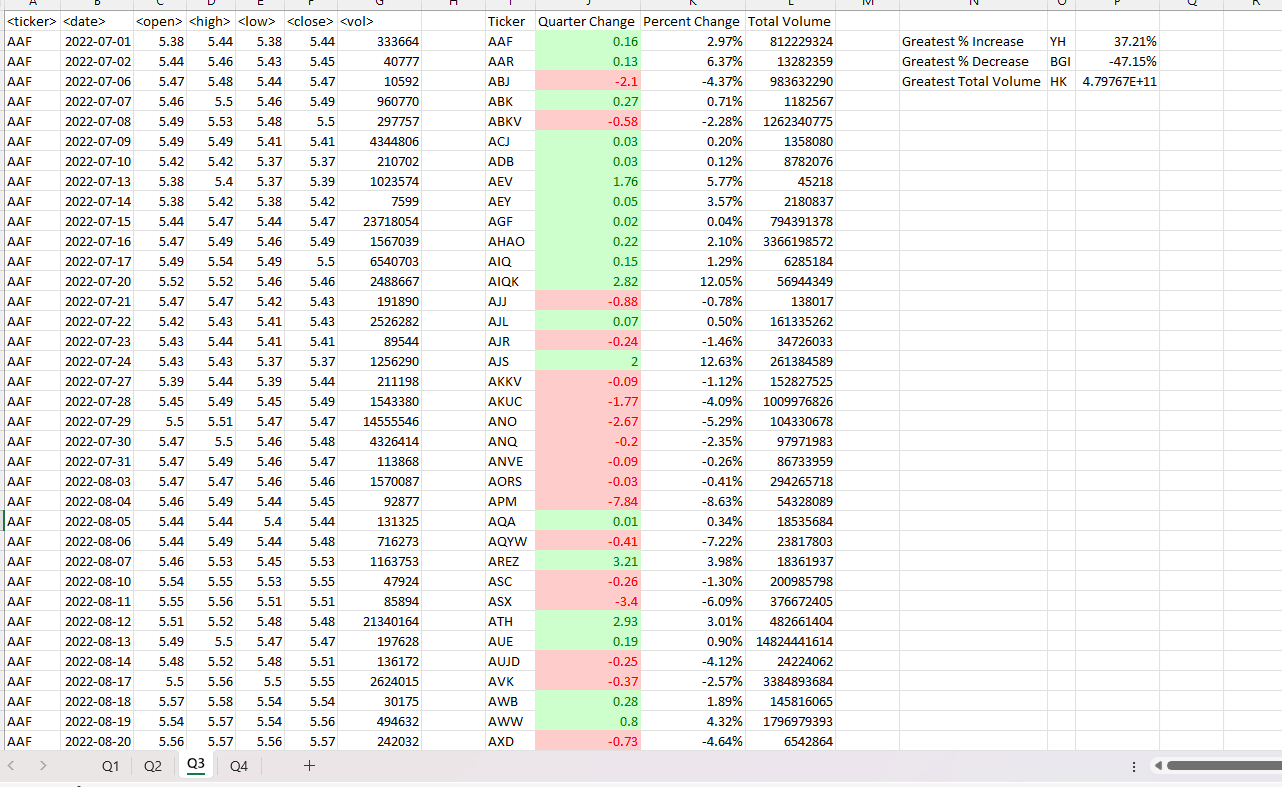 A B C D E F G H I J K L M N O P Q R
<ticker> <date> <open> <high> <low> <close> <vol> Ticker Quarter Change Percent Change Total Volume
AAF 2022-07-01 5.38 5.44 5.38 5.44 333664 AAF 0.16 2.97% 812229324 Greatest % Increase YH 37.21%
AAF 2022-07-02 5.44 5.46 5.43 5.45 40777 AAR 0.13 6.37% 13282359 Greatest % Decrease BGI -47.15%
AAF 2022-07-06 5.47 5.48 5.44 5.47 10592 ABJ -2.1 -4.37% 983632290 Greatest Total Volume HK 4.79767E+11
AAF 2022-07-07 5.46 5.5 5.46 5.49 960770 ABK 0.27 0.71% 1182567
AAF 2022-07-08 5.49 5.53 5.48 5.5 297757 ABKV -0.58 -2.28% 1262340775
AAF 2022-07-09 5.49 5.49 5.41 5.41 4344806 ACJ 0.03 0.20% 1358080
AAF 2022-07-10 5.42 5.42 5.37 5.37 210702 ADB 0.03 0.12% 8782076
AAF 2022-07-13 5.38 5.4 5.37 5.39 1023574 AEV 1.76 5.77% 45218
AAF 2022-07-14 5.38 5.42 5.38 5.42 7599 AEY 0.05 3.57% 2180837
AAF 2022-07-15 5.44 5.47 5.44 5.47 23718054 AGF 0.02 0.04% 794391378
AAF 2022-07-16 5.47 5.49 5.46 5.49 1567039 AHAO 0.22 2.10% 3366198572
AAF 2022-07-17 5.49 5.54 5.49 5.5 6540703 AIQ 0.15 1.29% 6285184
AAF 2022-07-20 5.52 5.52 5.46 5.46 2488667 AIQK 2.82 12.05% 56944349
AAF 2022-07-21 5.47 5.47 5.42 5.43 191890 AJJ -0.88 -0.78% 138017
AAF 2022-07-22 5.42 5.43 5.41 5.43 2526282 AJL 0.07 0.50% 161335262
AAF 2022-07-23 5.43 5.44 5.41 5.41 89544 AJR -0.24 -1.46% 34726033
AAF 2022-07-24 5.43 5.43 5.37 5.37 1256290 AJS 2 12.63% 261384589
AAF 2022-07-27 5.39 5.44 5.39 5.44 211198 AKKV -0.09 -1.12% 152827525
AAF 2022-07-28 5.45 5.49 5.45 5.49 1543380 AKUC -1.77 -4.09% 1009976826
AAF 2022-07-29 5.5 5.51 5.47 5.47 14555546 ANO -2.67 -5.29% 104330678
AAF 2022-07-30 5.47 5.5 5.46 5.48 4326414 ANQ -0.2 -2.35% 97971983
AAF 2022-07-31 5.47 5.49 5.46 5.47 113868 ANVE -0.09 -0.26% 86733959
AAF 2022-08-03 5.47 5.47 5.46 5.46 1570087 AORS -0.03 -0.41% 294265718
AAF 2022-08-04 5.46 5.49 5.44 5.45 92877 APM -7.84 -8.63% 54328089
AAF 2022-08-05 5.44 5.44 5.4 5.44 131325 AQA 0.01 0.34% 18535684
AAF 2022-08-06 5.44 5.49 5.44 5.48 716273 AQYW -0.41 -7.22% 23817803
AAF 2022-08-07 5.46 5.53 5.45 5.53 1163753 AREZ 3.21 3.98% 18361937
AAF 2022-08-10 5.54 5.55 5.53 5.55 47924 ASC -0.26 -1.30% 200985798
AAF 2022-08-11 5.55 5.56 5.51 5.51 85894 ASX -3.4 -6.09% 376672405
AAF 2022-08-12 5.51 5.52 5.48 5.48 21340164 ATH 2.93 3.01% 482661404
AAF 2022-08-13 5.49 5.5 5.47 5.47 197628 AUE 0.19 0.90% 14824441614
AAF 2022-08-14 5.48 5.52 5.48 5.51 136172 AUJD -0.25 -4.12% 24224062
AAF 2022-08-17 5.5 5.56 5.5 5.55 2624015 AVK -0.37 -2.57% 3384893684
AAF 2022-08-18 5.57 5.58 5.54 5.54 30175 AWB 0.28 1.89% 145816065
AAF 2022-08-19 5.54 5.57 5.54 5.56 494632 AWW 0.8 4.32% 1796979393
AAF 2022-08-20 5.56 5.57 5.56 5.57 242032 AXD -0.73 -4.64% 6542864
Q1 Q2 Q3 Q4